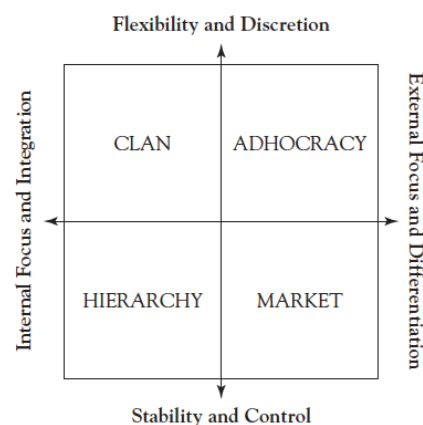 Flexibility and Discretion
Internal Focus and Integration
CLAN
ADHOCRACY
External Focus and Differentiation
HIERARCHY
MARKET
Stability and Control